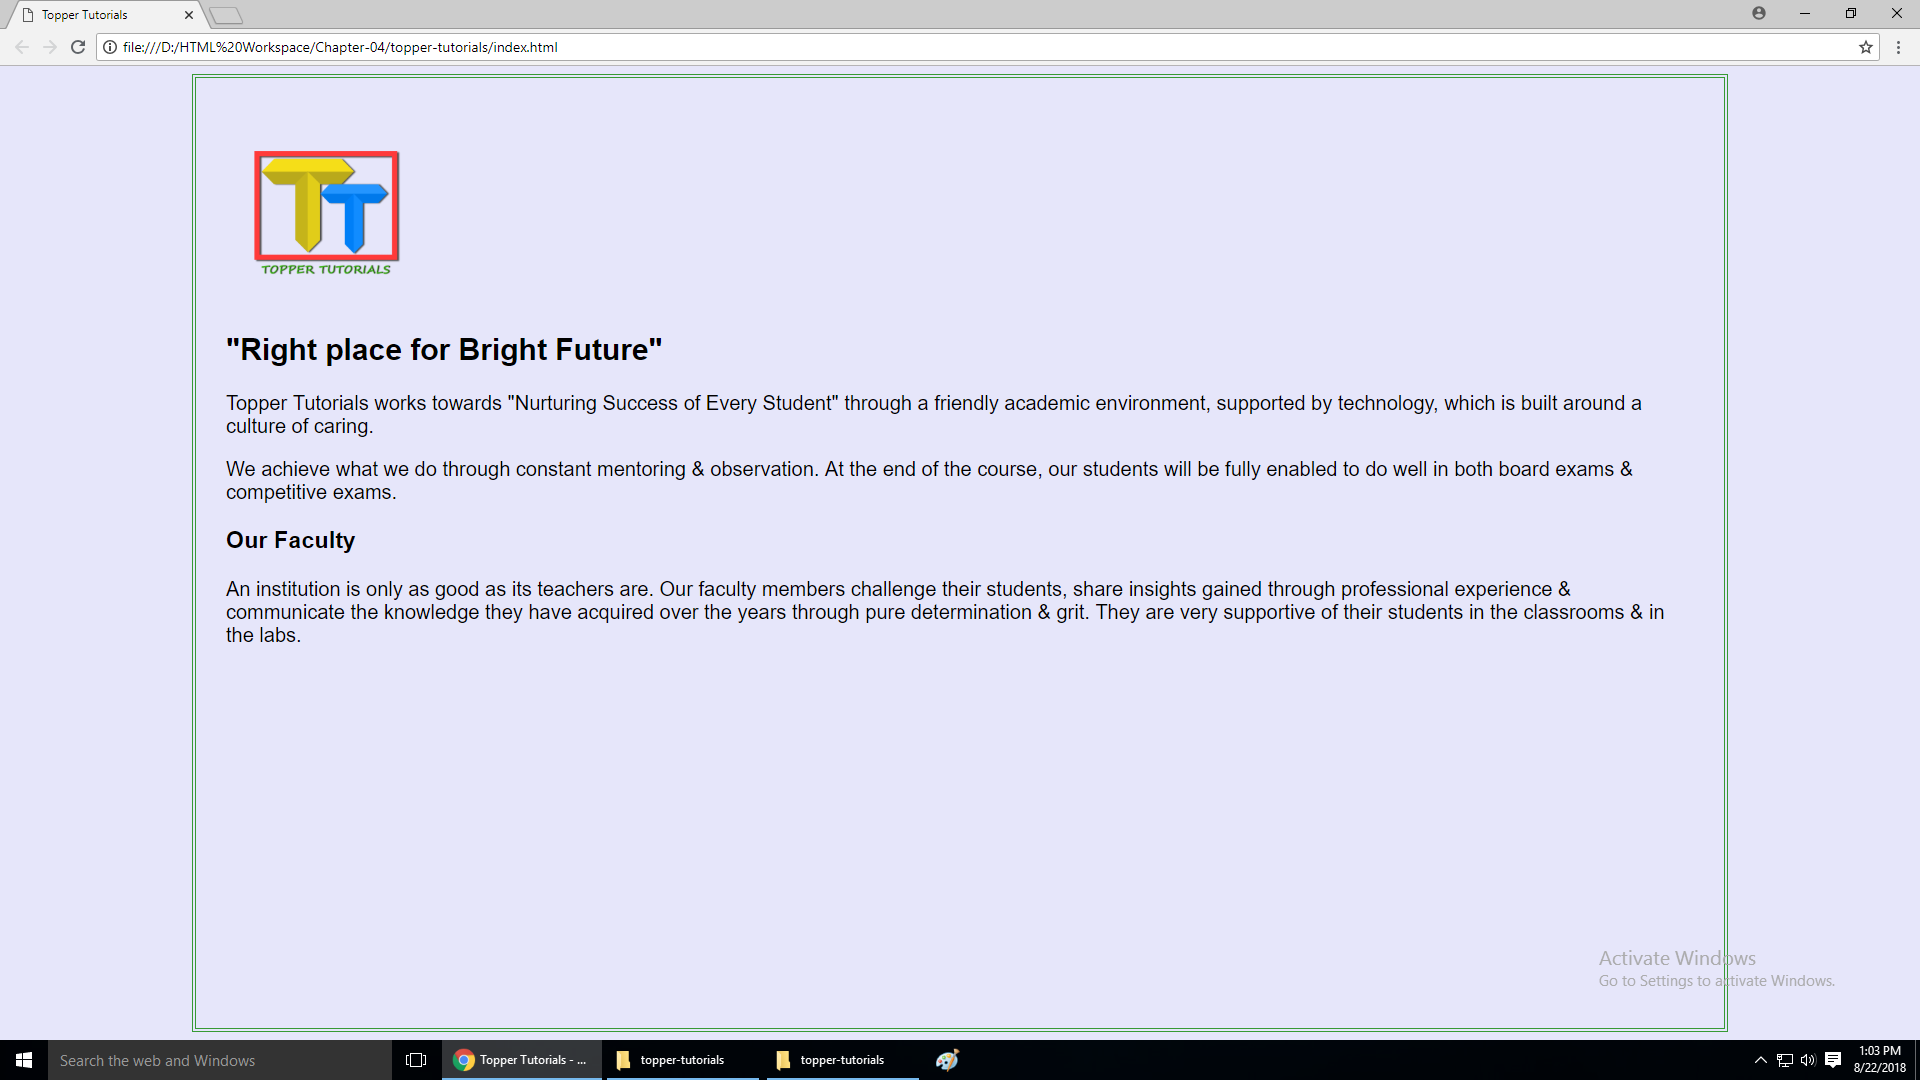 Topper Tutorials
file:///D:/HTML%20Workspace/Chapter-04/topper-tutorials/index.html
TT
TOPPER TUTORIALS
"Right place for Bright Future"
Topper Tutorials works towards "Nurturing Success of Every Student" through a friendly academic environment, supported by technology, which is built around a
culture of caring.
We achieve what we do through constant mentoring & observation. At the end of the course, our students will be fully enabled to do well in both board exams &
competitive exams.
Our Faculty
An institution is only as good as its teachers are. Our faculty members challenge their students, share insights gained through professional experience &
communicate the knowledge they have acquired over the years through pure determination & grit. They are very supportive of their students in the classrooms & in
the labs.
Activate Windows
Go to Settings to activate Windows.
Search the web and Windows
Topper Tutorials - ...
topper-tutorials
topper-tutorials
1:03 PM
8/22/2018